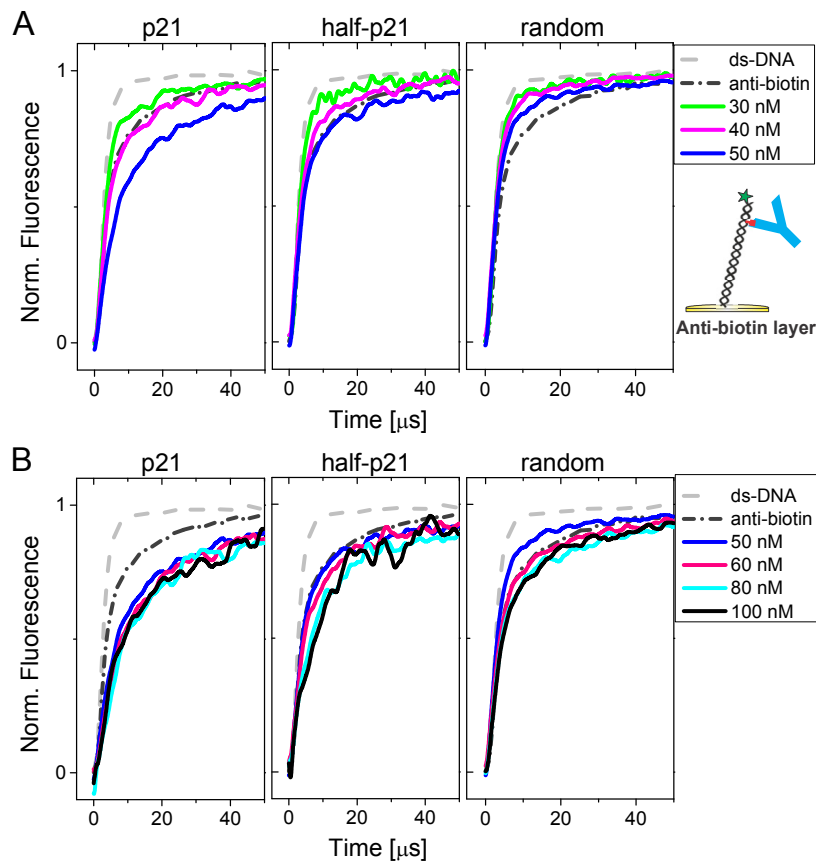 A
p21
half-p21
random
1
0
Norm. Fluorescence
0 20 40
0 20 40
0 20 40
Time [μs]
ds-DNA
anti-biotin
30 nM
40 nM
50 nM
Anti-biotin layer
B
p21
half-p21
random
1
0
Norm. Fluorescence
0 20 40
0 20 40
0 20 40
Time [μs]
ds-DNA
anti-biotin
50 nM
60 nM
80 nM
100 nM